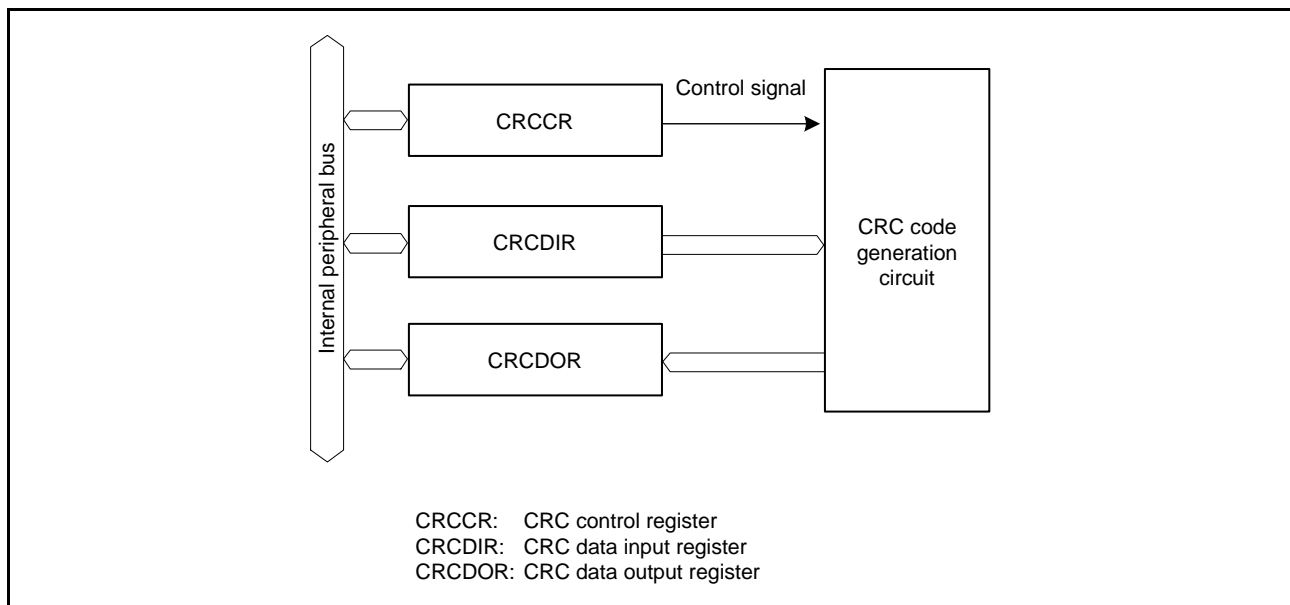 Control signal
CRCCR
Internal peripheral bus
CRCDIR
CRC code
generation
circuit
CRCDOR
CRCCR: CRC control register
CRCDIR: CRC data input register
CRCDOR: CRC data output register